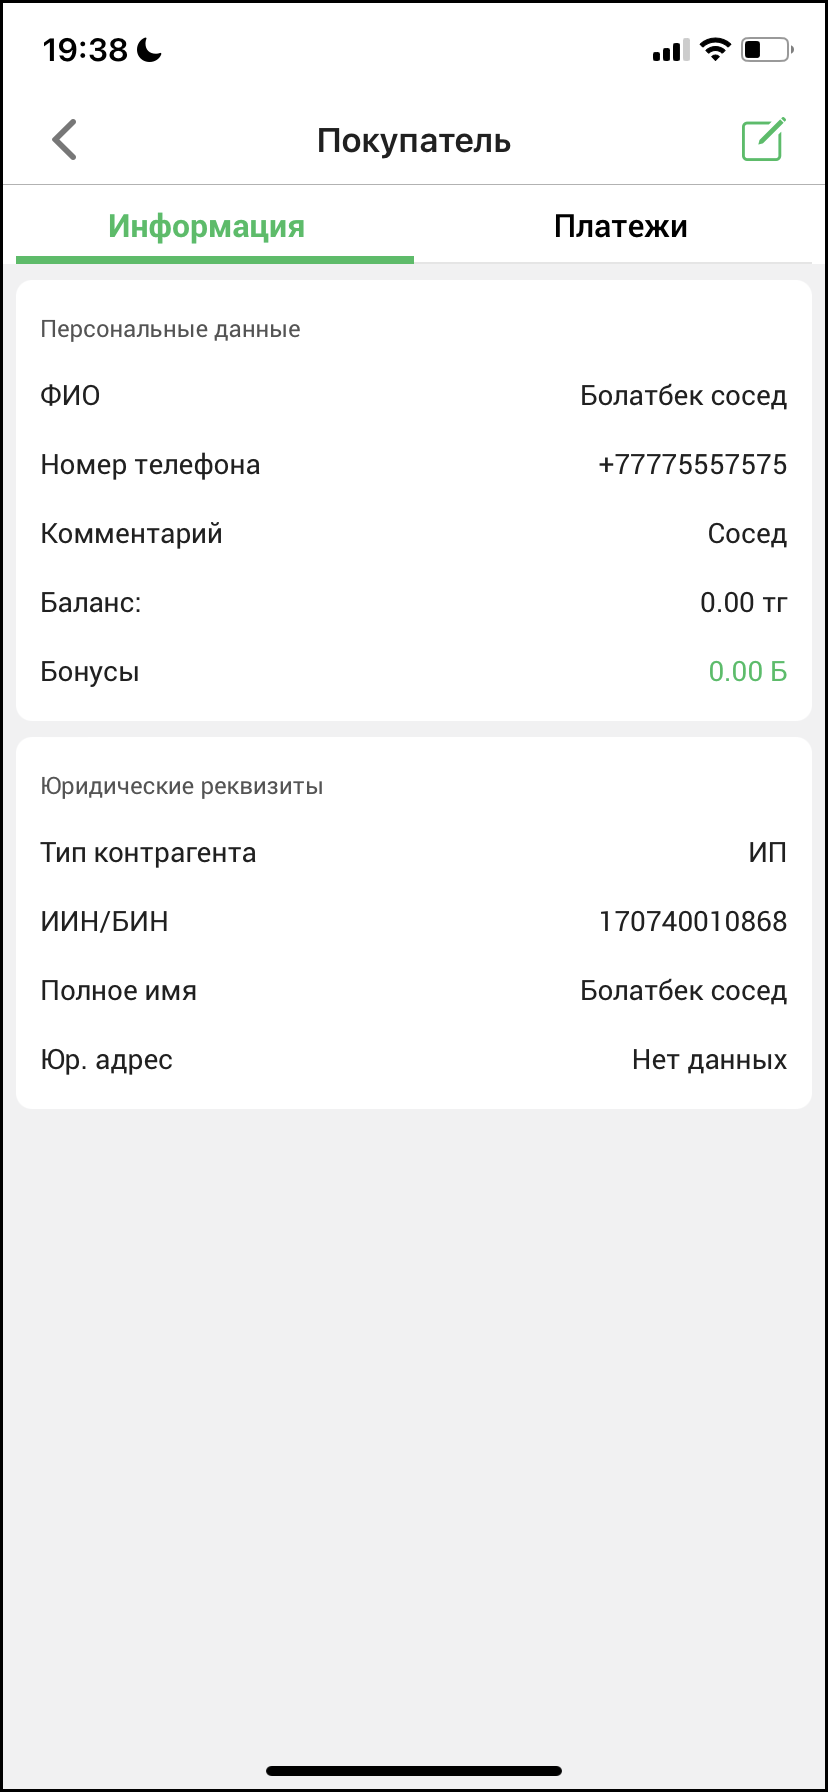 19:38
Покупатель
Информация Платежи
Персональные данные
ФИО Болатбек сосед
Номер телефона +77775557575
Комментарий Сосед
Баланс: 0.00 тг
Бонусы 0.00 Б
Юридические реквизиты
Тип контрагента ИП
ИИН/БИН 170740010868
Полное имя Болатбек сосед
Юр. адрес Нет данных